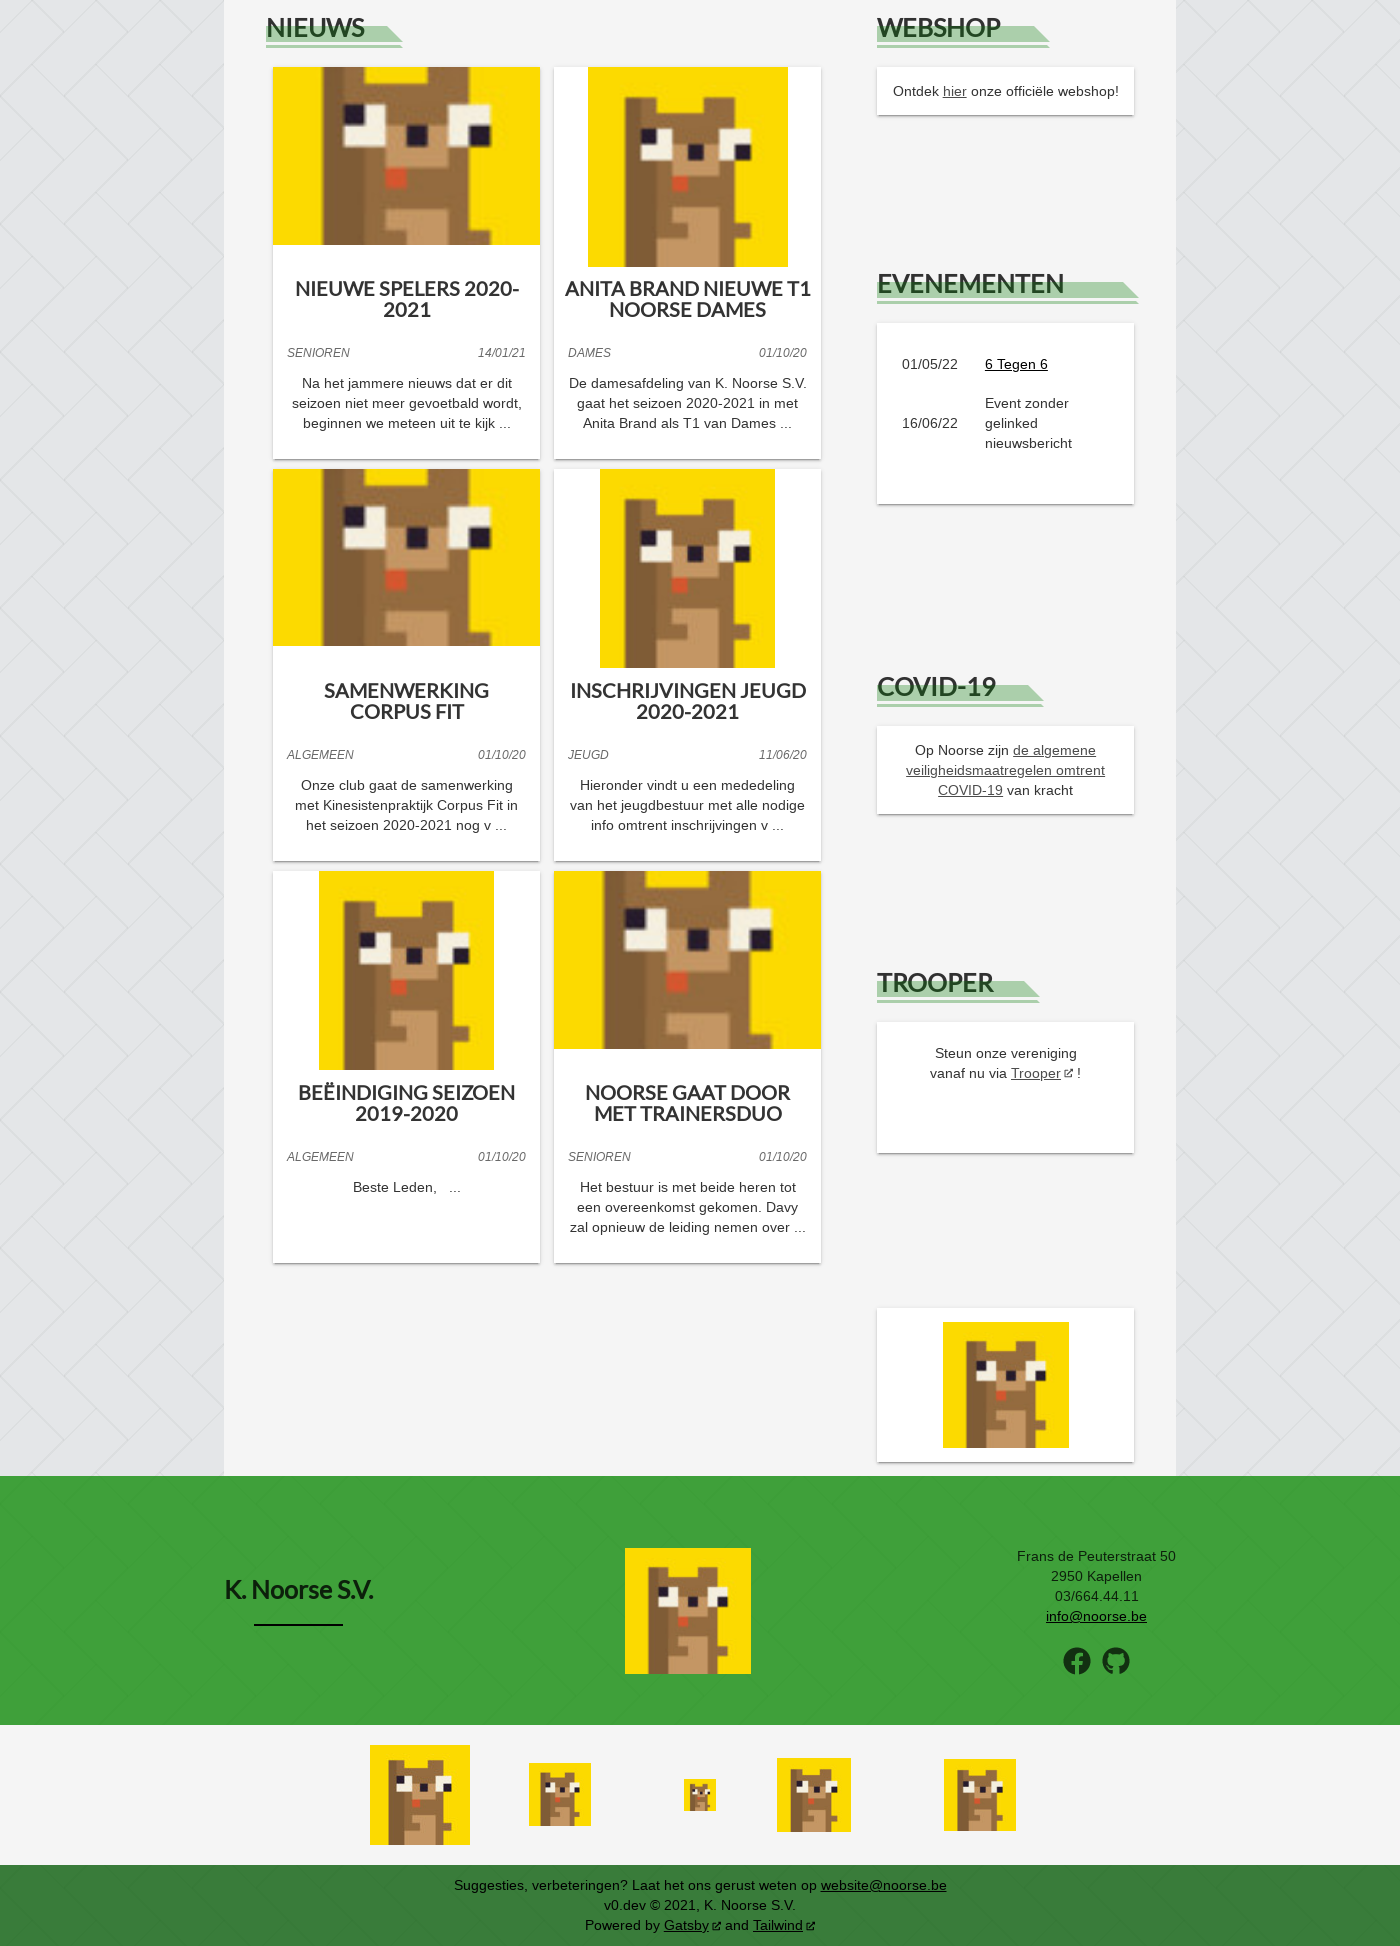 NIEUWS
NIEUWE SPELERS 2020-
2021
SENIOREN 14/01/21
Na het jammere nieuws dat er dit
seizoen niet meer gevoetbald wordt,
beginnen we meteen uit te kijk ...
ANITA BRAND NIEUWE T1
NOORSE DAMES
DAMES 01/10/20
De damesafdeling van K. Noorse S.V.
gaat het seizoen 2020-2021 in met
Anita Brand als T1 van Dames ...
SAMENWERKING
CORPUS FIT
ALGEMEEN 01/10/20
Onze club gaat de samenwerking
met Kinesistenpraktijk Corpus Fit in
het seizoen 2020-2021 nog v ...
INSCHRIJVINGEN JEUGD
2020-2021
JEUGD 11/06/20
Hieronder vindt u een mededeling
van het jeugdbestuur met alle nodige
info omtrent inschrijvingen v ...
BEËINDIGING SEIZOEN
2019-2020
ALGEMEEN 01/10/20
Beste Leden,   ...
NOORSE GAAT DOOR
MET TRAINERSDUO
SENIOREN 01/10/20
Het bestuur is met beide heren tot
een overeenkomst gekomen. Davy
zal opnieuw de leiding nemen over ...
WEBSHOP
Ontdek hier onze officiële webshop!
EVENEMENTEN
01/05/22 6 Tegen 6
16/06/22 Event zonder
gelinked
nieuwsbericht
COVID-19
Op Noorse zijn de algemene
veiligheidsmaatregelen omtrent
COVID-19 van kracht
TROOPER
Steun onze vereniging
vanaf nu via Trooper !
K. Noorse S.V.
Frans de Peuterstraat 50
2950 Kapellen
03/664.44.11
info@noorse.be
Suggesties, verbeteringen? Laat het ons gerust weten op website@noorse.be
v0.dev © 2021, K. Noorse S.V.
Powered by Gatsby and Tailwind